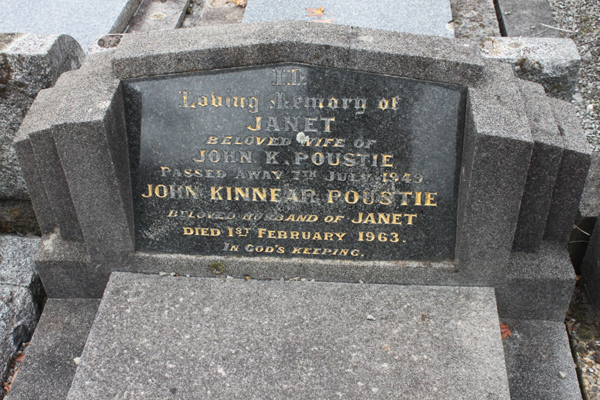 In
Loving Memory of
JANET
BELOVED WIFE OF
JOHN K. POUSTIE
PASSED AWAY 7TH JULY 1949
JOHN KINNEAR POUSTIE
BELOVED HUSBAND OF JANET
DIED 1ST FEBRUARY 1963.
IN GOD'S KEEPING.